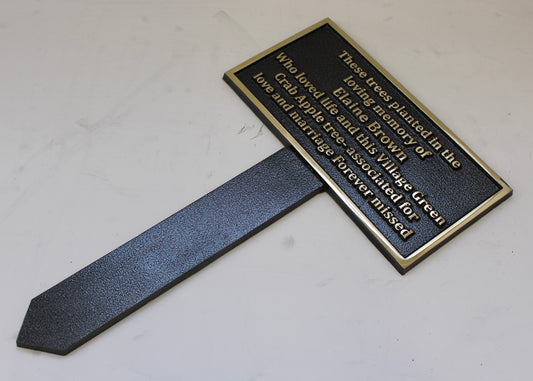 These trees planted in the
loving memory of
Elaine Brown
Who loved life and this Village Green
Crab Apple tree- associated for
love and marriage Forever missed